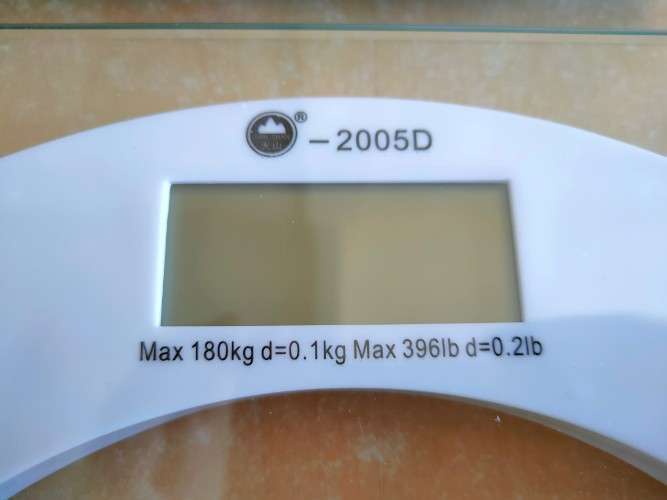 ® –2005D
Max 180kg d=0.1kg Max 396lb d=0.2lb